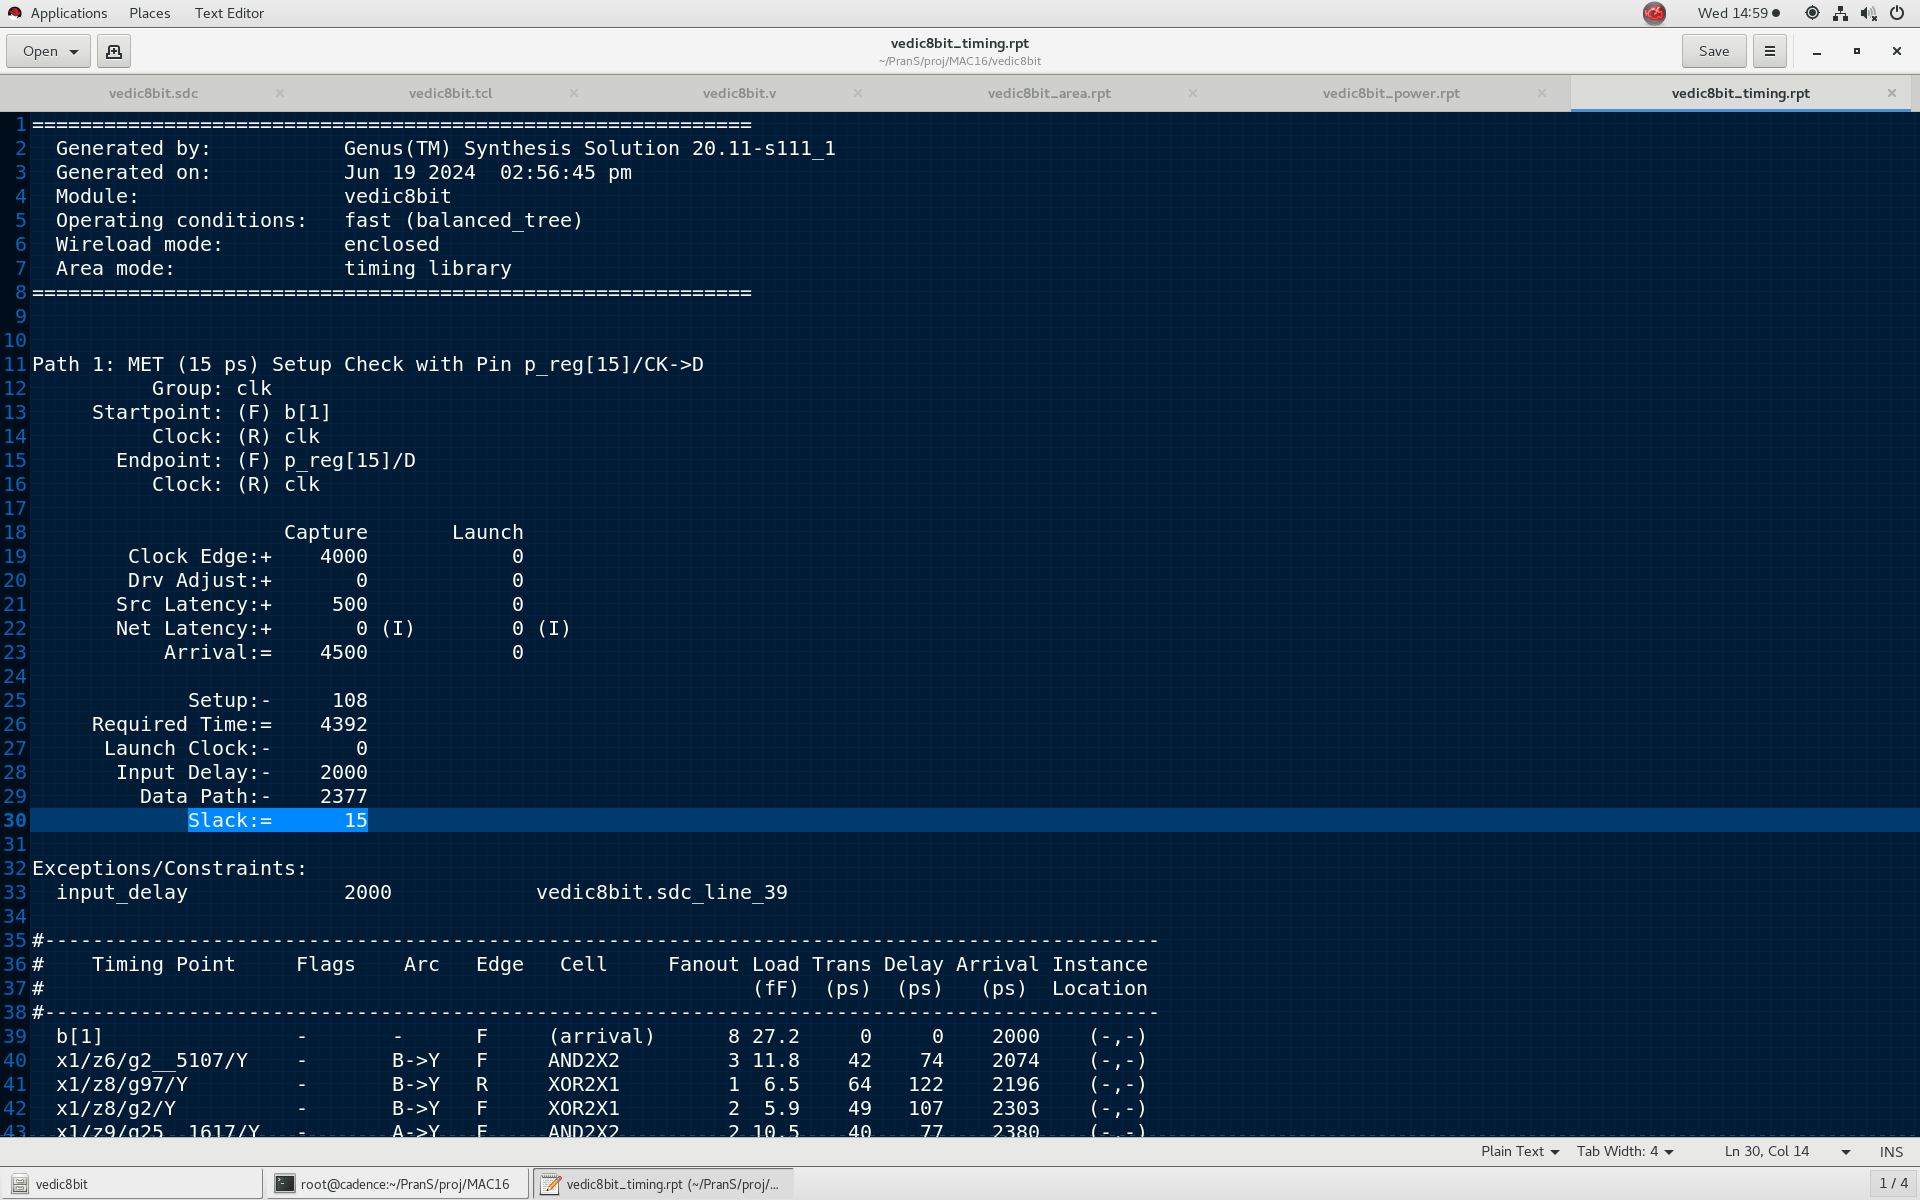 Applications Places Text Editor Wed 14:59
Open vedic8bit_timing.rpt Save
~/PranS/proj/MAC16/vedic8bit
vedic8bit.sdc vedic8bit.tcl vedic8bit.v vedic8bit_area.rpt vedic8bit_power.rpt vedic8bit_timing.rpt
1 ============================================================
2 Generated by: Genus(TM) Synthesis Solution 20.11-s111_1
3 Generated on: Jun 19 2024 02:56:45 pm
4 Module: vedic8bit
5 Operating conditions: fast (balanced_tree)
6 Wireload mode: enclosed
7 Area mode: timing library
8 ============================================================
9
10
11 Path 1: MET (15 ps) Setup Check with Pin p_reg[15]/CK->D
12 Group: clk
13 Startpoint: (F) b[1]
14 Clock: (R) clk
15 Endpoint: (F) p_reg[15]/D
16 Clock: (R) clk
17
18 Capture Launch
19 Clock Edge:+ 4000 0
20 Drv Adjust:+ 0 0
21 Src Latency:+ 500 0
22 Net Latency:+ 0 (I) 0 (I)
23 Arrival:= 4500 0
24
25 Setup:- 108
26 Required Time:= 4392
27 Launch Clock:- 0
28 Input Delay:- 2000
29 Data Path:- 2377
30 Slack:= 15
31
32 Exceptions/Constraints:
33 input_delay 2000 vedic8bit.sdc_line_39
34
35 #---------------------------------------------------------------------------------------------
36 # Timing Point Flags Arc Edge Cell Fanout Load Trans Delay Arrival Instance
37 # (fF) (ps) (ps) (ps) Location
38 #---------------------------------------------------------------------------------------------
39 b[1] - - F (arrival) 8 27.2 0 0 2000 (-,-)
40 x1/z6/g2__5107/Y - B->Y F AND2X2 3 11.8 42 74 2074 (-,-)
41 x1/z8/g97/Y - B->Y R XOR2X1 1 6.5 64 122 2196 (-,-)
42 x1/z8/g2/Y - B->Y F XOR2X1 2 5.9 49 107 2303 (-,-)
43 x1/z9/g25__1617/Y - A->Y F AND2X2 2 10.5 40 77 2380 (-,-)
Plain Text Tab Width: 4 Ln 30, Col 14 INS
vedic8bit root@cadence:~/PranS/proj/MAC16 vedic8bit_timing.rpt (~/PranS/proj/... 1 / 4